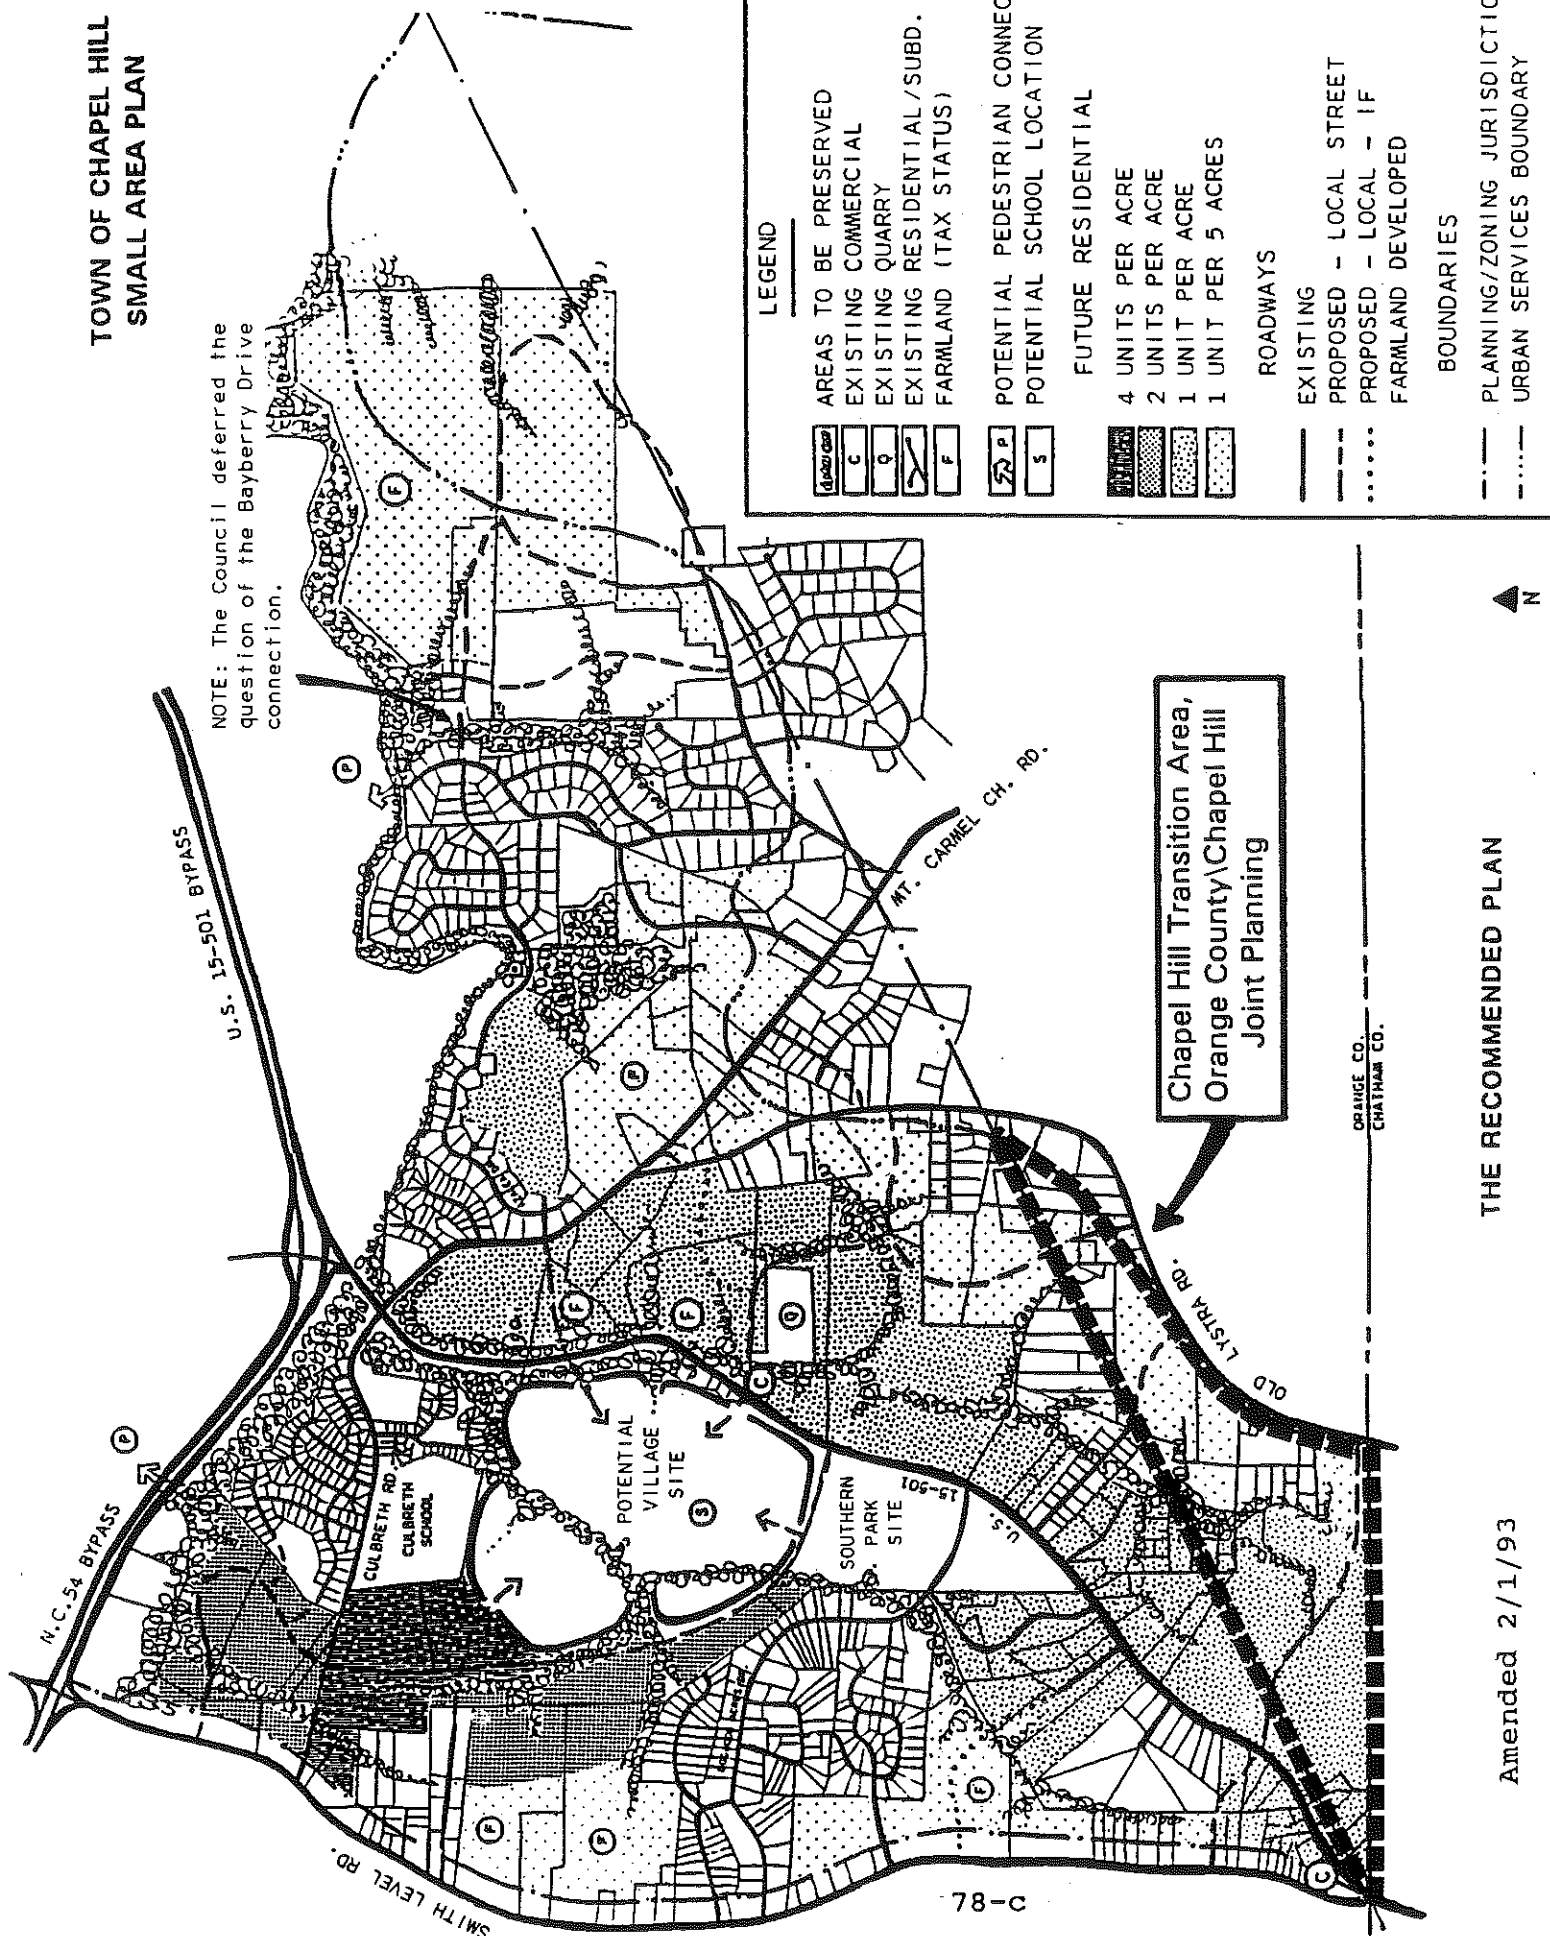 TOWN OF CHAPEL HILL
SMALL AREA PLAN
NOTE: The Council deferred the
question of the Bayberry Drive
connection.
U.S. 15-501 BYPASS
N.C. 54 BYPASS
P
P
F
F
F
F
F
F
F
Q
C
C
S
CULBRETH RD
CULBRETH
SCHOOL
POTENTIAL
VILLAGE
SITE
SOUTHERN
PARK
SITE
U.S. 15-501
MT. CARMEL CH. RD.
SMITH LEVEL RD.
OLD LYSTRA RD.
Chapel Hill Transition Area,
Orange County\Chapel Hill
Joint Planning
ORANGE CO.
CHATHAM CO.
LEGEND
AREAS TO BE PRESERVED
C EXISTING COMMERCIAL
Q EXISTING QUARRY
EXISTING RESIDENTIAL/SUBD.
F FARMLAND (TAX STATUS)
P POTENTIAL PEDESTRIAN CONNEC
S POTENTIAL SCHOOL LOCATION
FUTURE RESIDENTIAL
4 UNITS PER ACRE
2 UNITS PER ACRE
1 UNIT PER ACRE
1 UNIT PER 5 ACRES
ROADWAYS
EXISTING
PROPOSED - LOCAL STREET
PROPOSED - LOCAL - IF
FARMLAND DEVELOPED
BOUNDARIES
PLANNING/ZONING JURISDICTIO
URBAN SERVICES BOUNDARY
N
THE RECOMMENDED PLAN
Amended 2/1/93
78-C